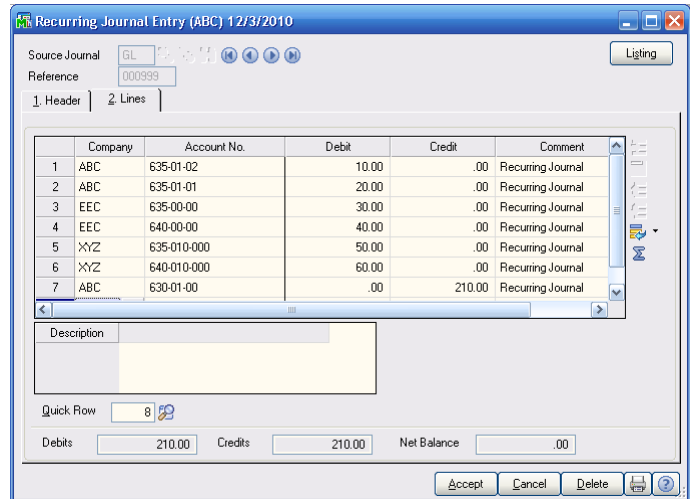 Recurring Journal Entry (ABC) 12/3/2010
Source Journal GL Listing
Reference 000999
1. Header 2. Lines
Company Account No. Debit Credit Comment
1 ABC 635-01-02 10.00 .00 Recurring Journal
2 ABC 635-01-01 20.00 .00 Recurring Journal
3 EEC 635-00-00 30.00 .00 Recurring Journal
4 EEC 640-00-00 40.00 .00 Recurring Journal
5 XYZ 635-010-000 50.00 .00 Recurring Journal
6 XYZ 640-010-000 60.00 .00 Recurring Journal
7 ABC 630-01-00 .00 210.00 Recurring Journal
Description
Quick Row 8
Debits 210.00 Credits 210.00 Net Balance .00
Accept Cancel Delete